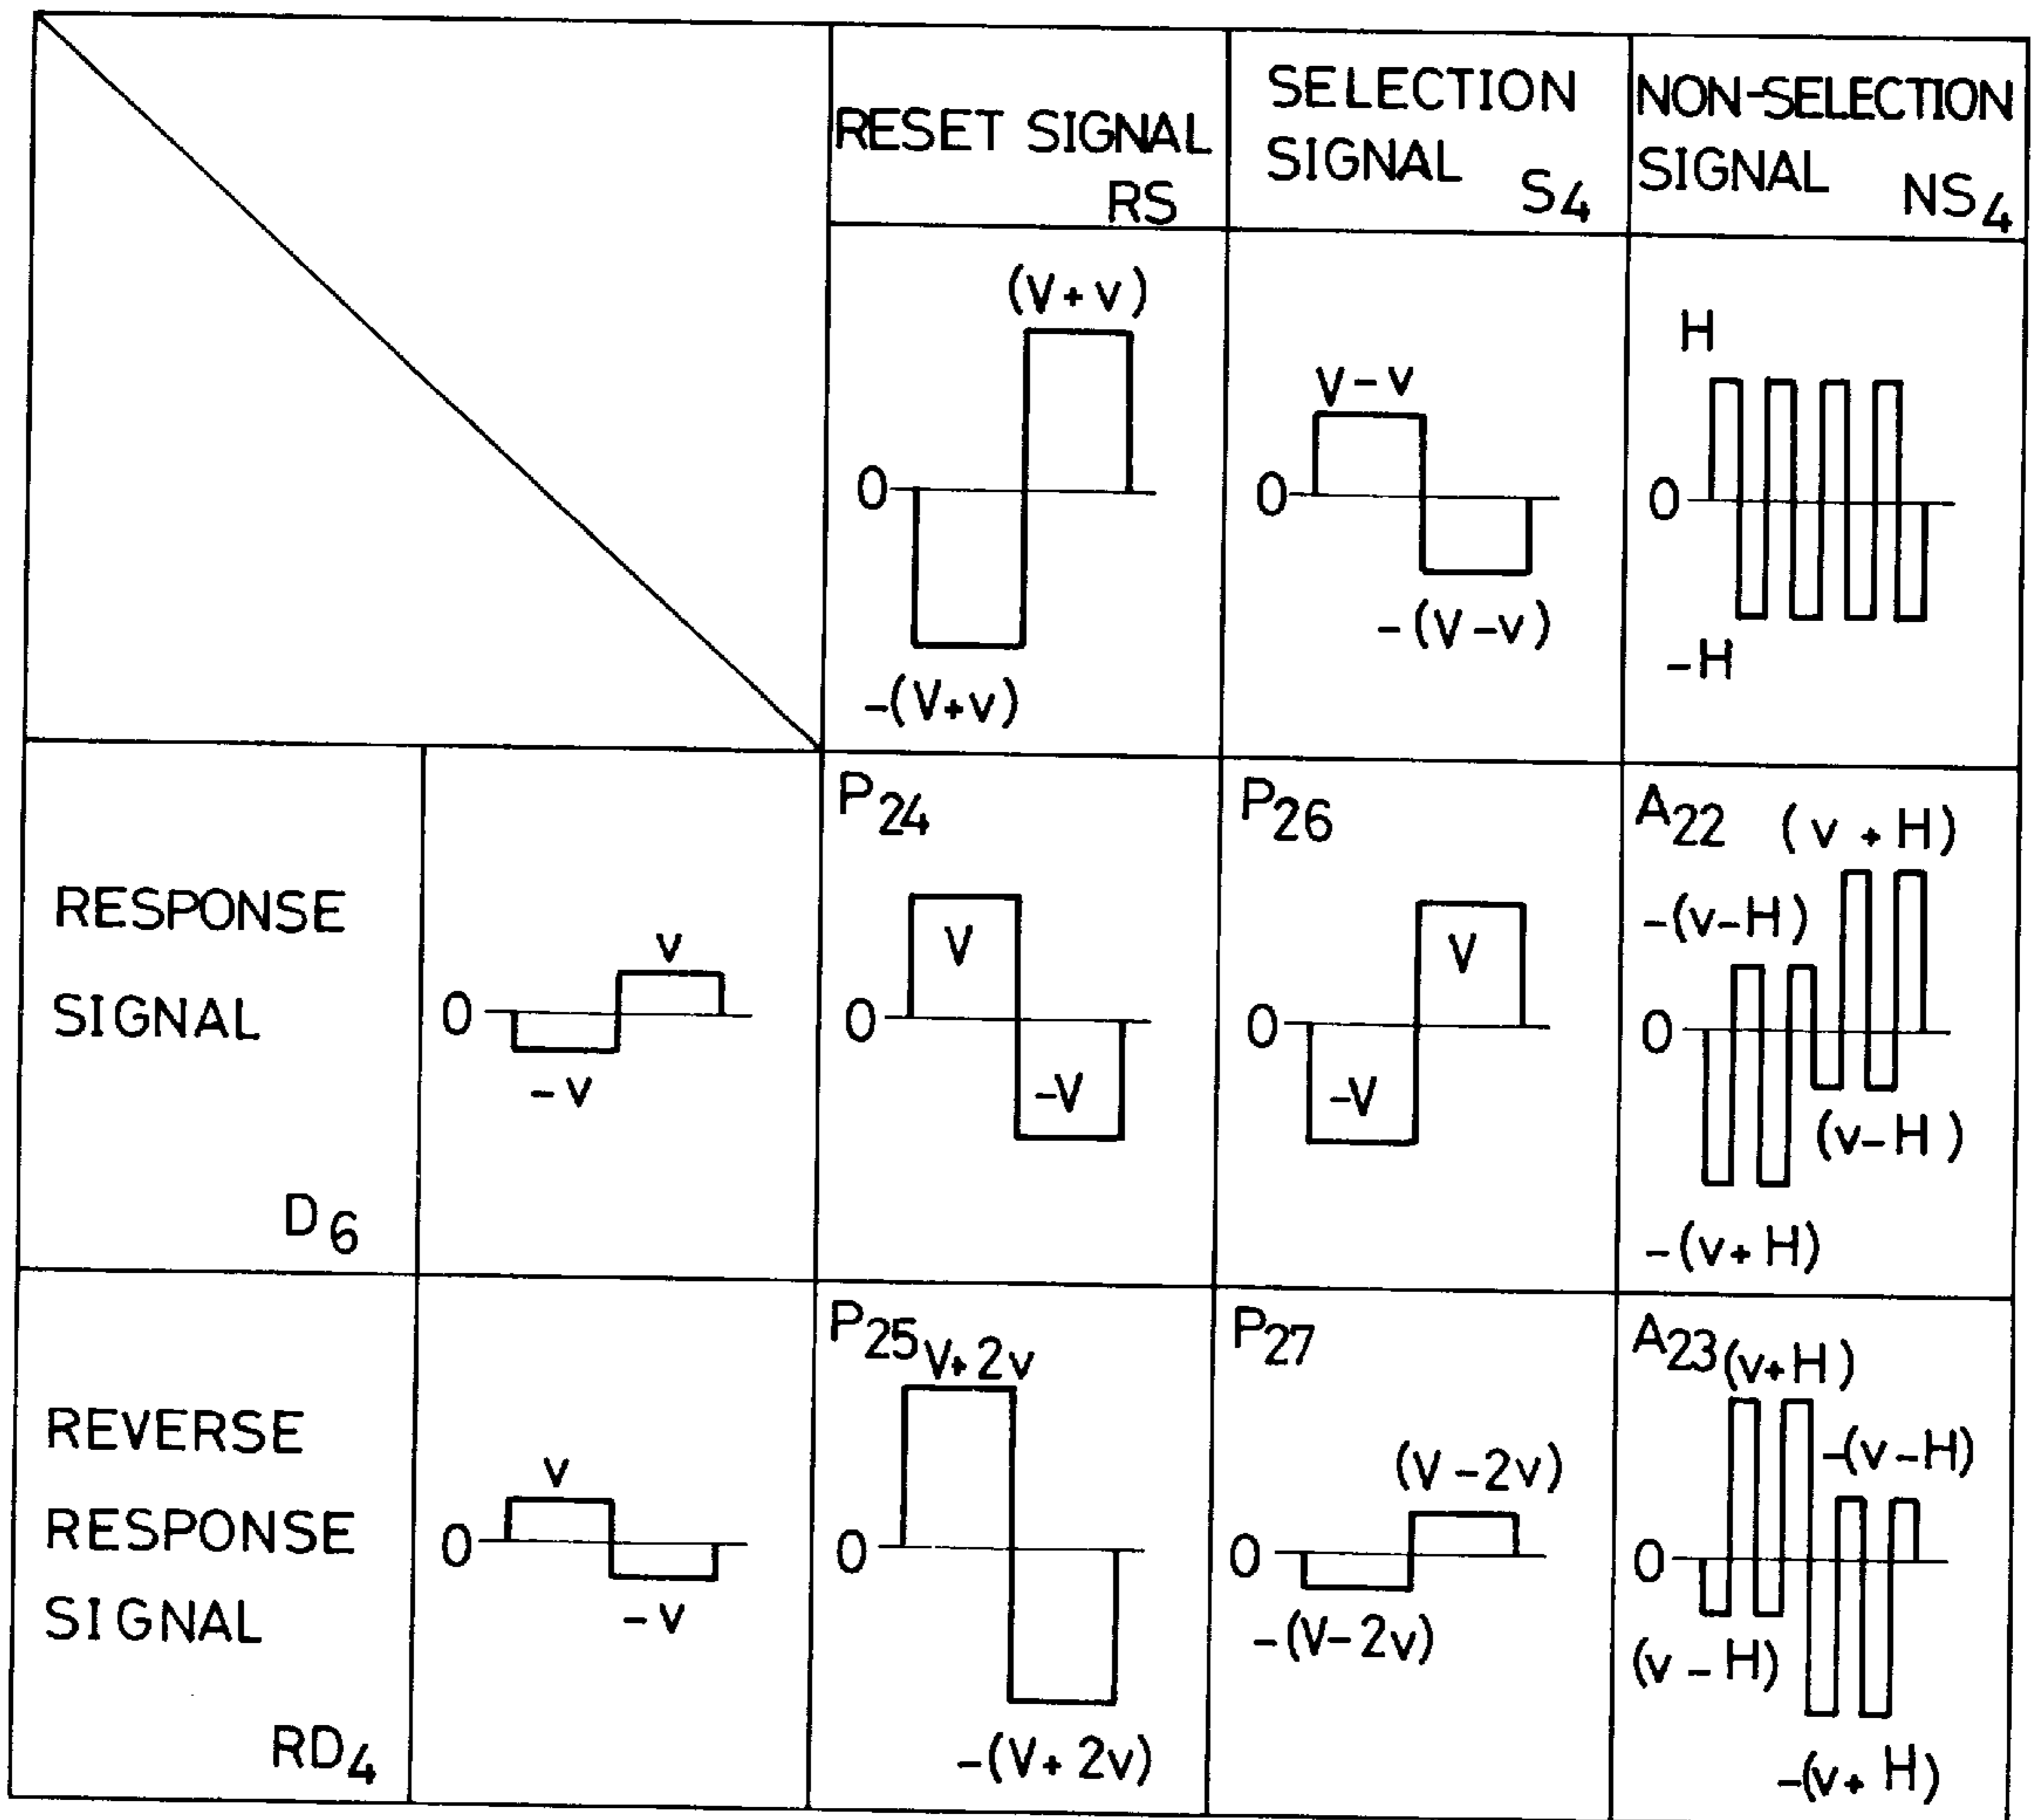 RESET SIGNAL
RS
SELECTION
SIGNAL S4
NON-SELECTION
SIGNAL NS4
(V+v)
0
-(V+v)
V-v
0
-(V-v)
H
0
-H
RESPONSE
SIGNAL
D6
v
0
-v
P24
V
0
-V
P26
V
0
-V
A22 (v+H)
-(v-H)
0
(v-H)
-(v+H)
REVERSE
RESPONSE
SIGNAL
RD4
v
0
-v
P25 V+2v
0
-(V+2v)
P27
(V-2v)
0
-(V-2v)
A23 (v+H)
-(v-H)
0
(v-H)
-(v+H)